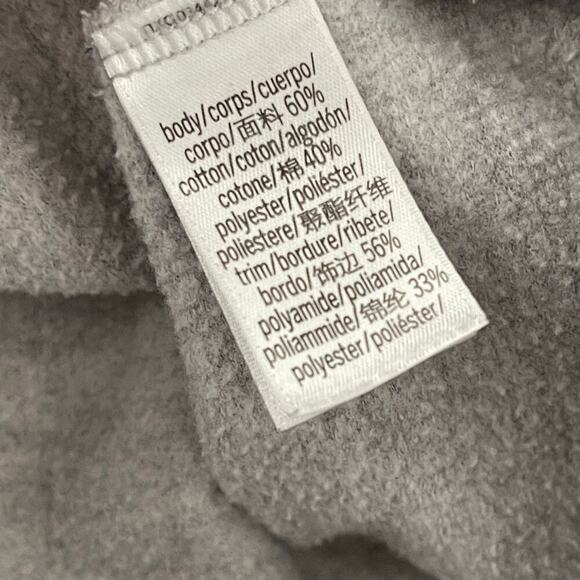 body/corps/cuerpo/
corpo/面料 60%
cotton/coton/algodón/
cotone/棉 40%
polyester/poliéster/
poliestere/聚酯纤维
trim/bordure/ribete/
bordo/饰边 56%
polyamide/poliamida/
poliammide/锦纶 33%
polyester/poliéster/